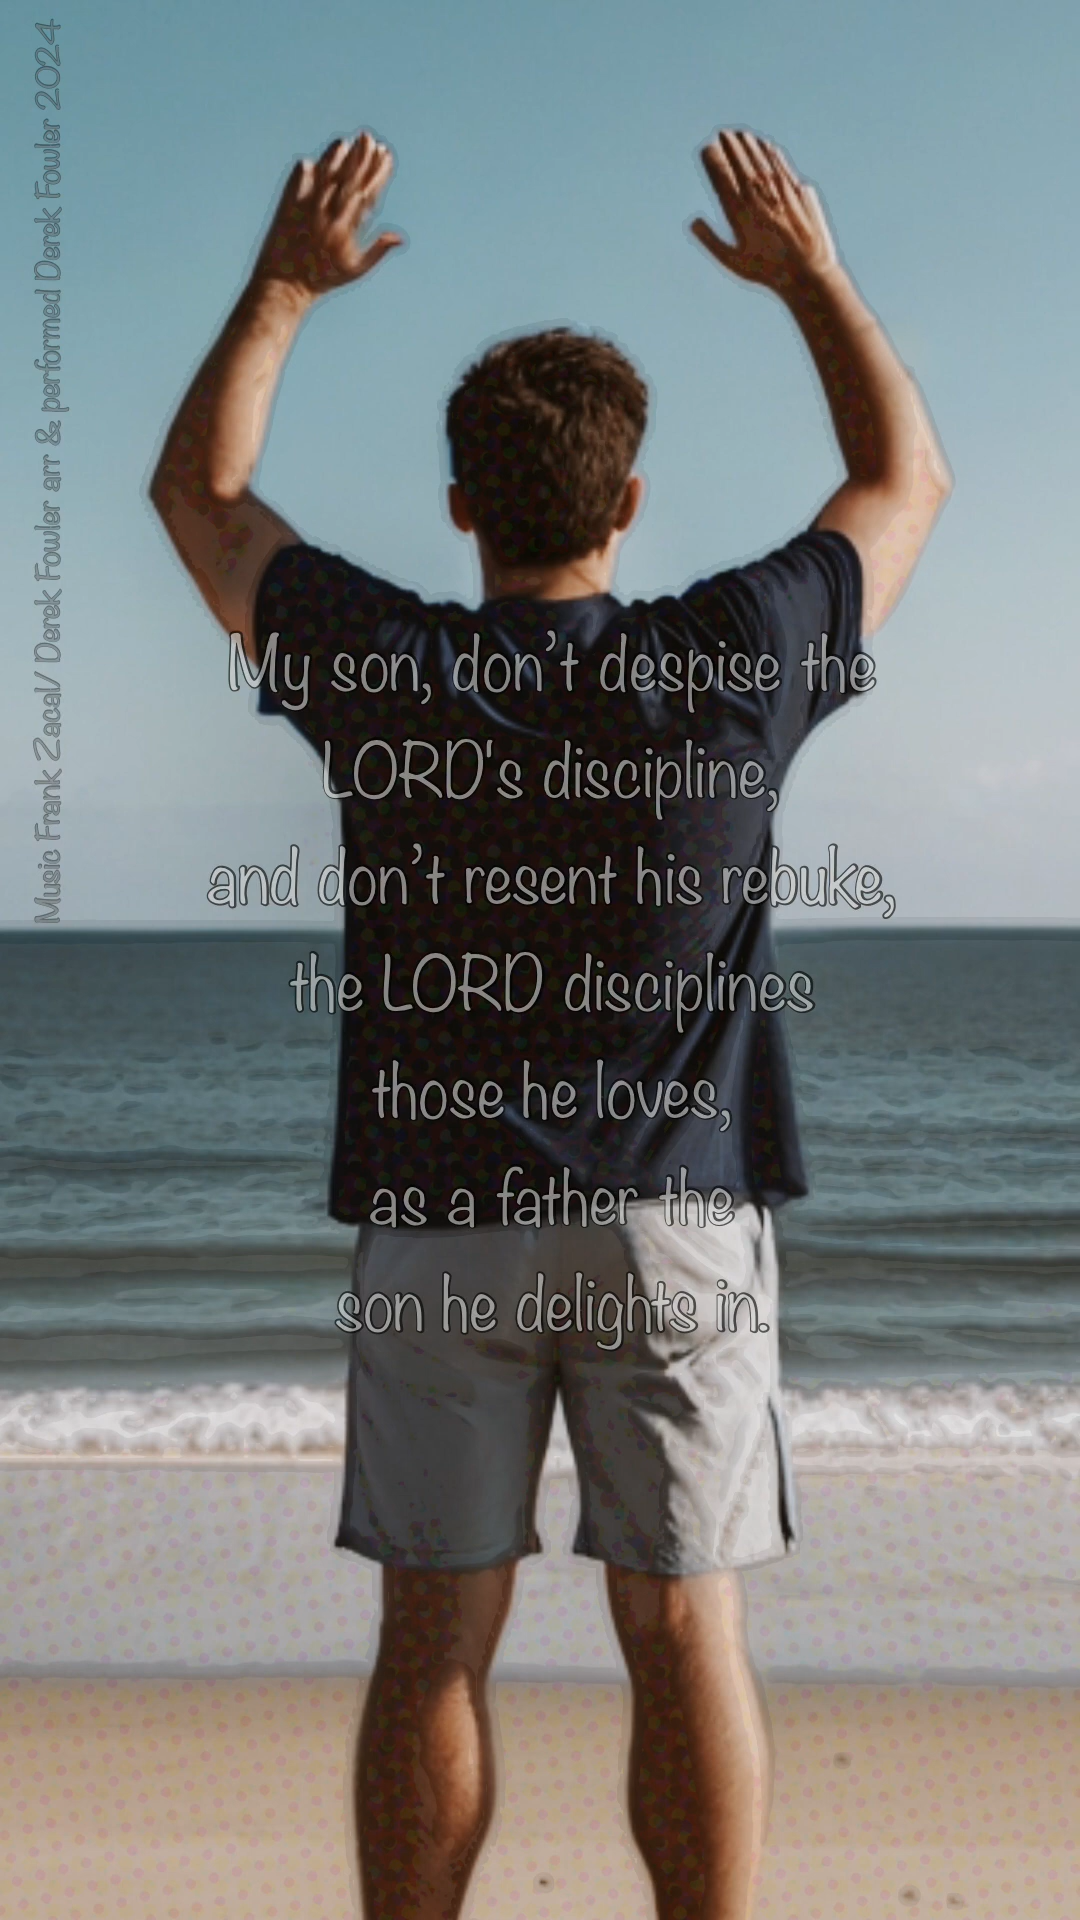 Music Frank Zacal/ Derek Fowler arr & performed Derek Fowler 2024
My son, don’t despise the
LORD's discipline,
and don’t resent his rebuke,
the LORD disciplines
those he loves,
as a father the
son he delights in.